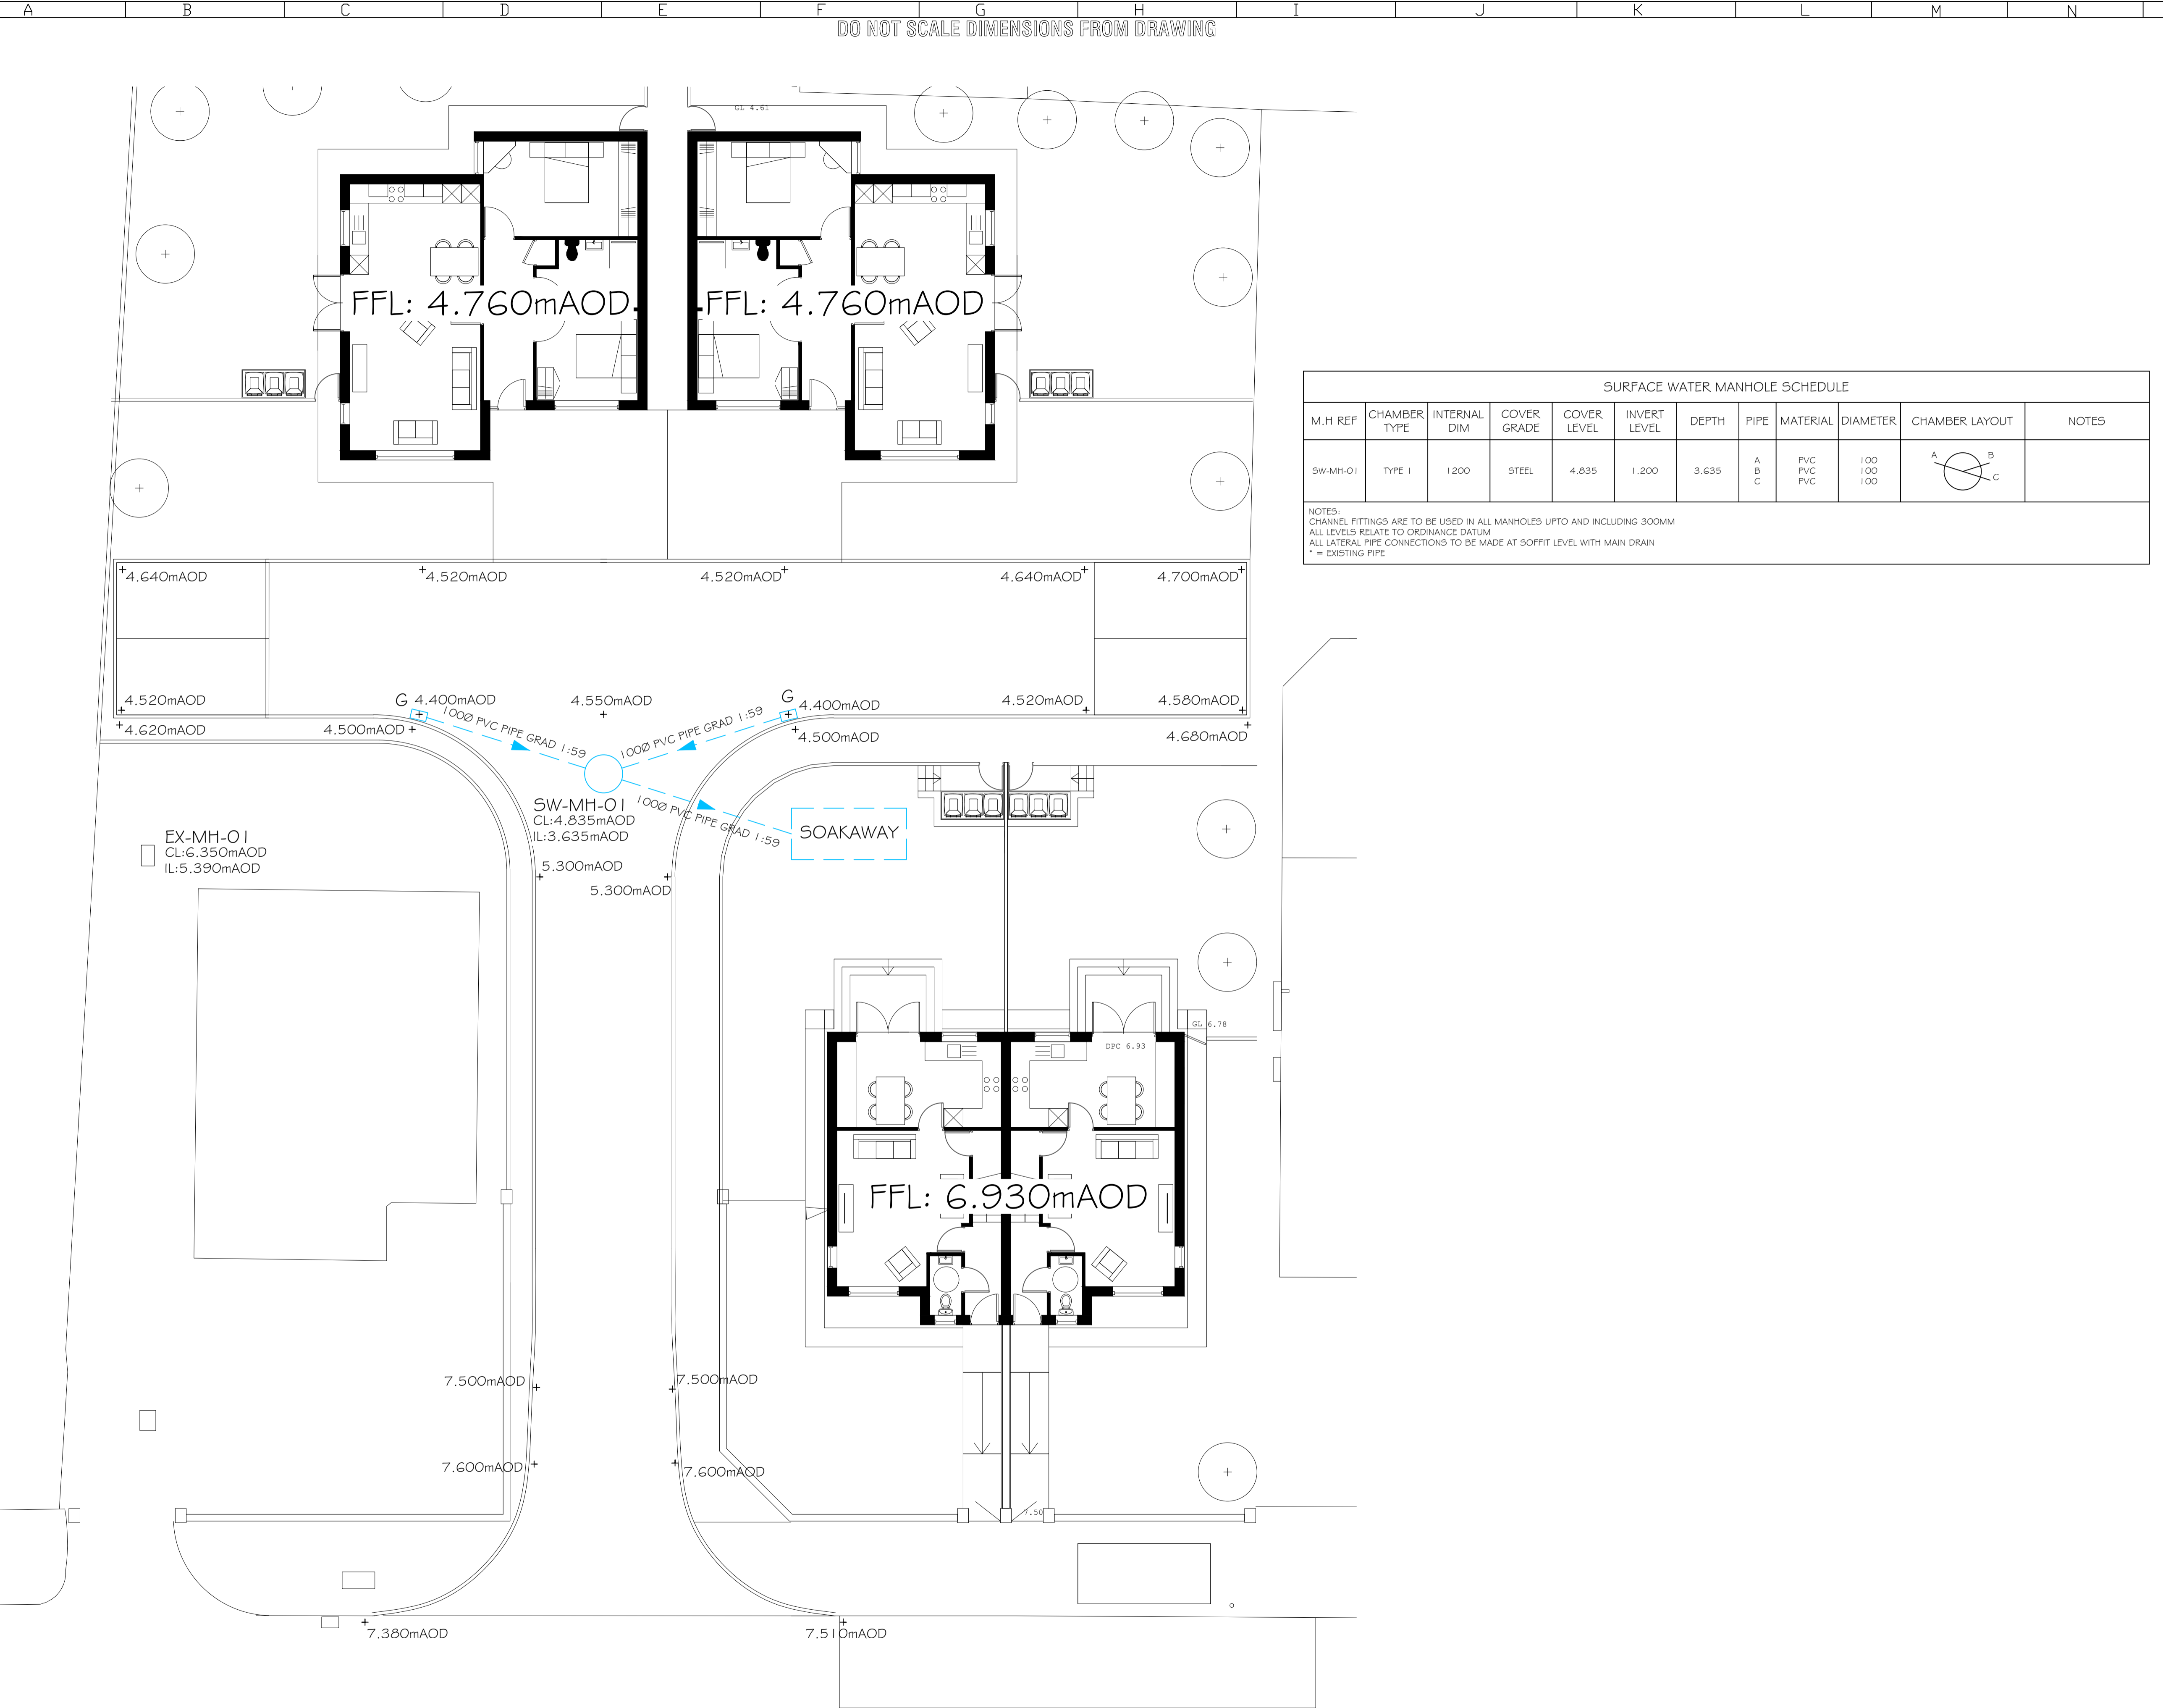 A B C D E F G H I J K L M N
DO NOT SCALE DIMENSIONS FROM DRAWING
GL 4.61
FFL: 4.760mAOD
FFL: 4.760mAOD
SURFACE WATER MANHOLE SCHEDULE
M.H REF CHAMBER TYPE INTERNAL DIM COVER GRADE COVER LEVEL INVERT LEVEL DEPTH PIPE MATERIAL DIAMETER CHAMBER LAYOUT NOTES
SW-MH-01 TYPE 1 1200 STEEL 4.835 1.200 3.635
A PVC 100
B PVC 100
C PVC 100
A B
C
NOTES:
CHANNEL FITTINGS ARE TO BE USED IN ALL MANHOLES UPTO AND INCLUDING 300MM
ALL LEVELS RELATE TO ORDINANCE DATUM
ALL LATERAL PIPE CONNECTIONS TO BE MADE AT SOFFIT LEVEL WITH MAIN DRAIN
* = EXISTING PIPE
4.640mAOD 4.520mAOD 4.520mAOD 4.640mAOD 4.700mAOD
4.520mAOD G 4.400mAOD 4.550mAOD G 4.400mAOD 4.520mAOD 4.580mAOD
4.620mAOD 4.500mAOD 4.500mAOD 4.680mAOD
100Ø PVC PIPE GRAD 1:59
100Ø PVC PIPE GRAD 1:59
100Ø PVC PIPE GRAD 1:59
SW-MH-01
CL:4.835mAOD
IL:3.635mAOD
SOAKAWAY
EX-MH-01
CL:6.350mAOD
IL:5.390mAOD
5.300mAOD
5.300mAOD
GL 6.78
DPC 6.93
FFL: 6.930mAOD
7.500mAOD 7.500mAOD
7.600mAOD 7.600mAOD
7.50
7.380mAOD 7.510mAOD